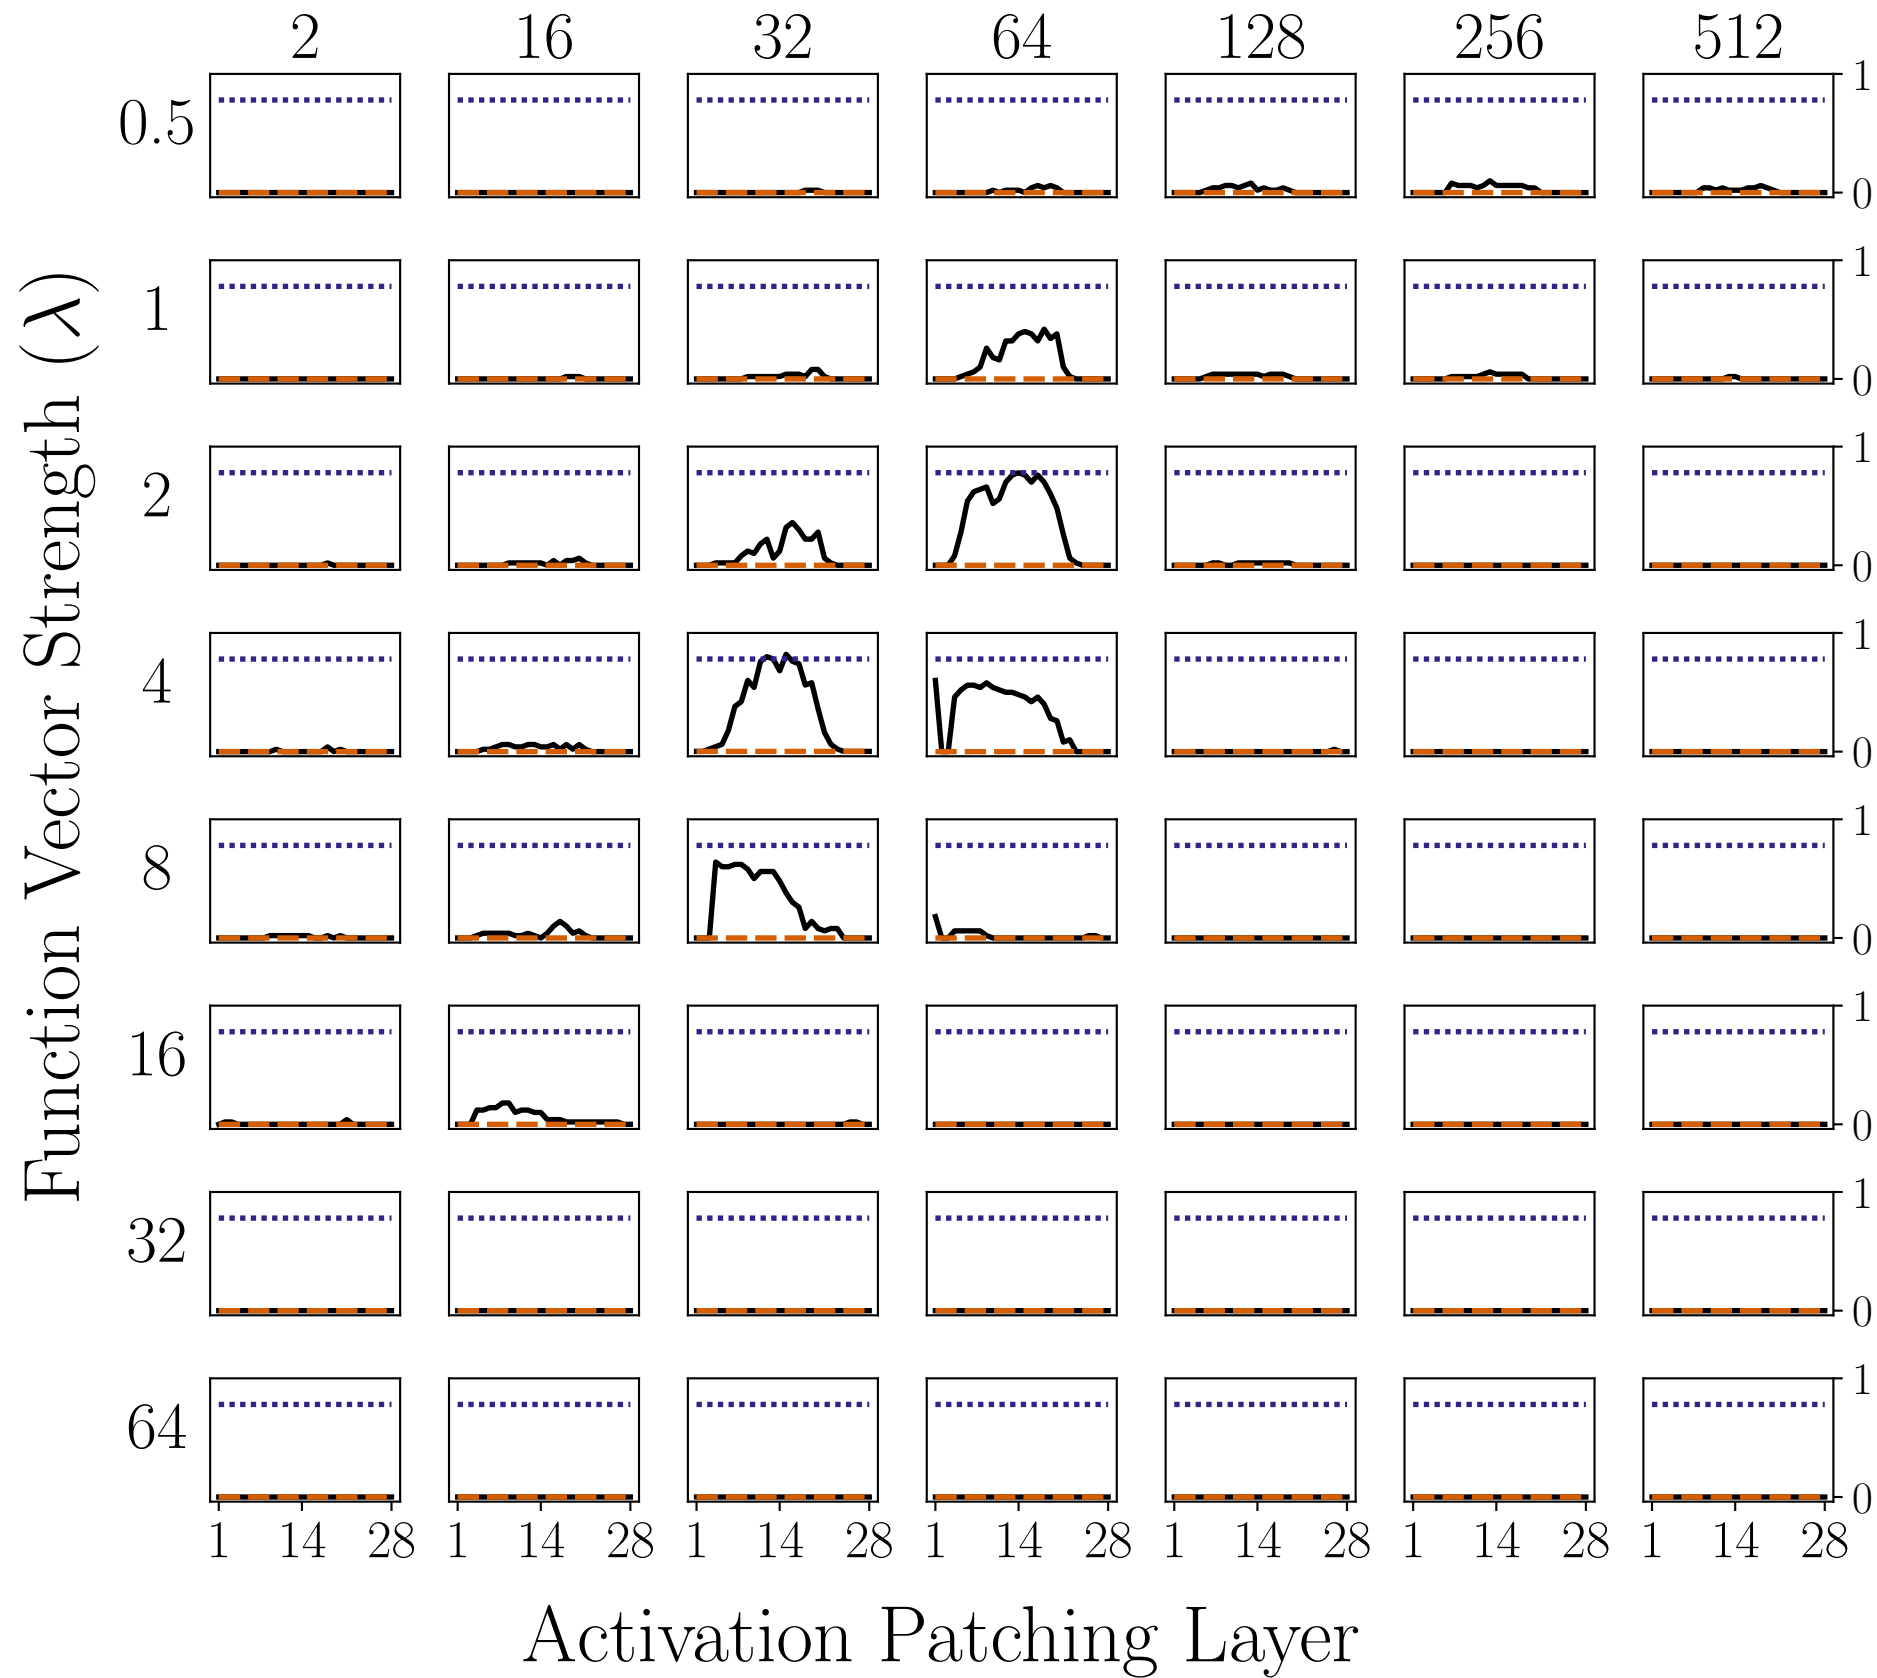 2 16 32 64 128 256 512
Function Vector Strength (λ)
0.5 1 0
1 1 0
2 1 0
4 1 0
8 1 0
16 1 0
32 1 0
64 1 0
1 14 28 1 14 28 1 14 28 1 14 28 1 14 28 1 14 28 1 14 28
Activation Patching Layer